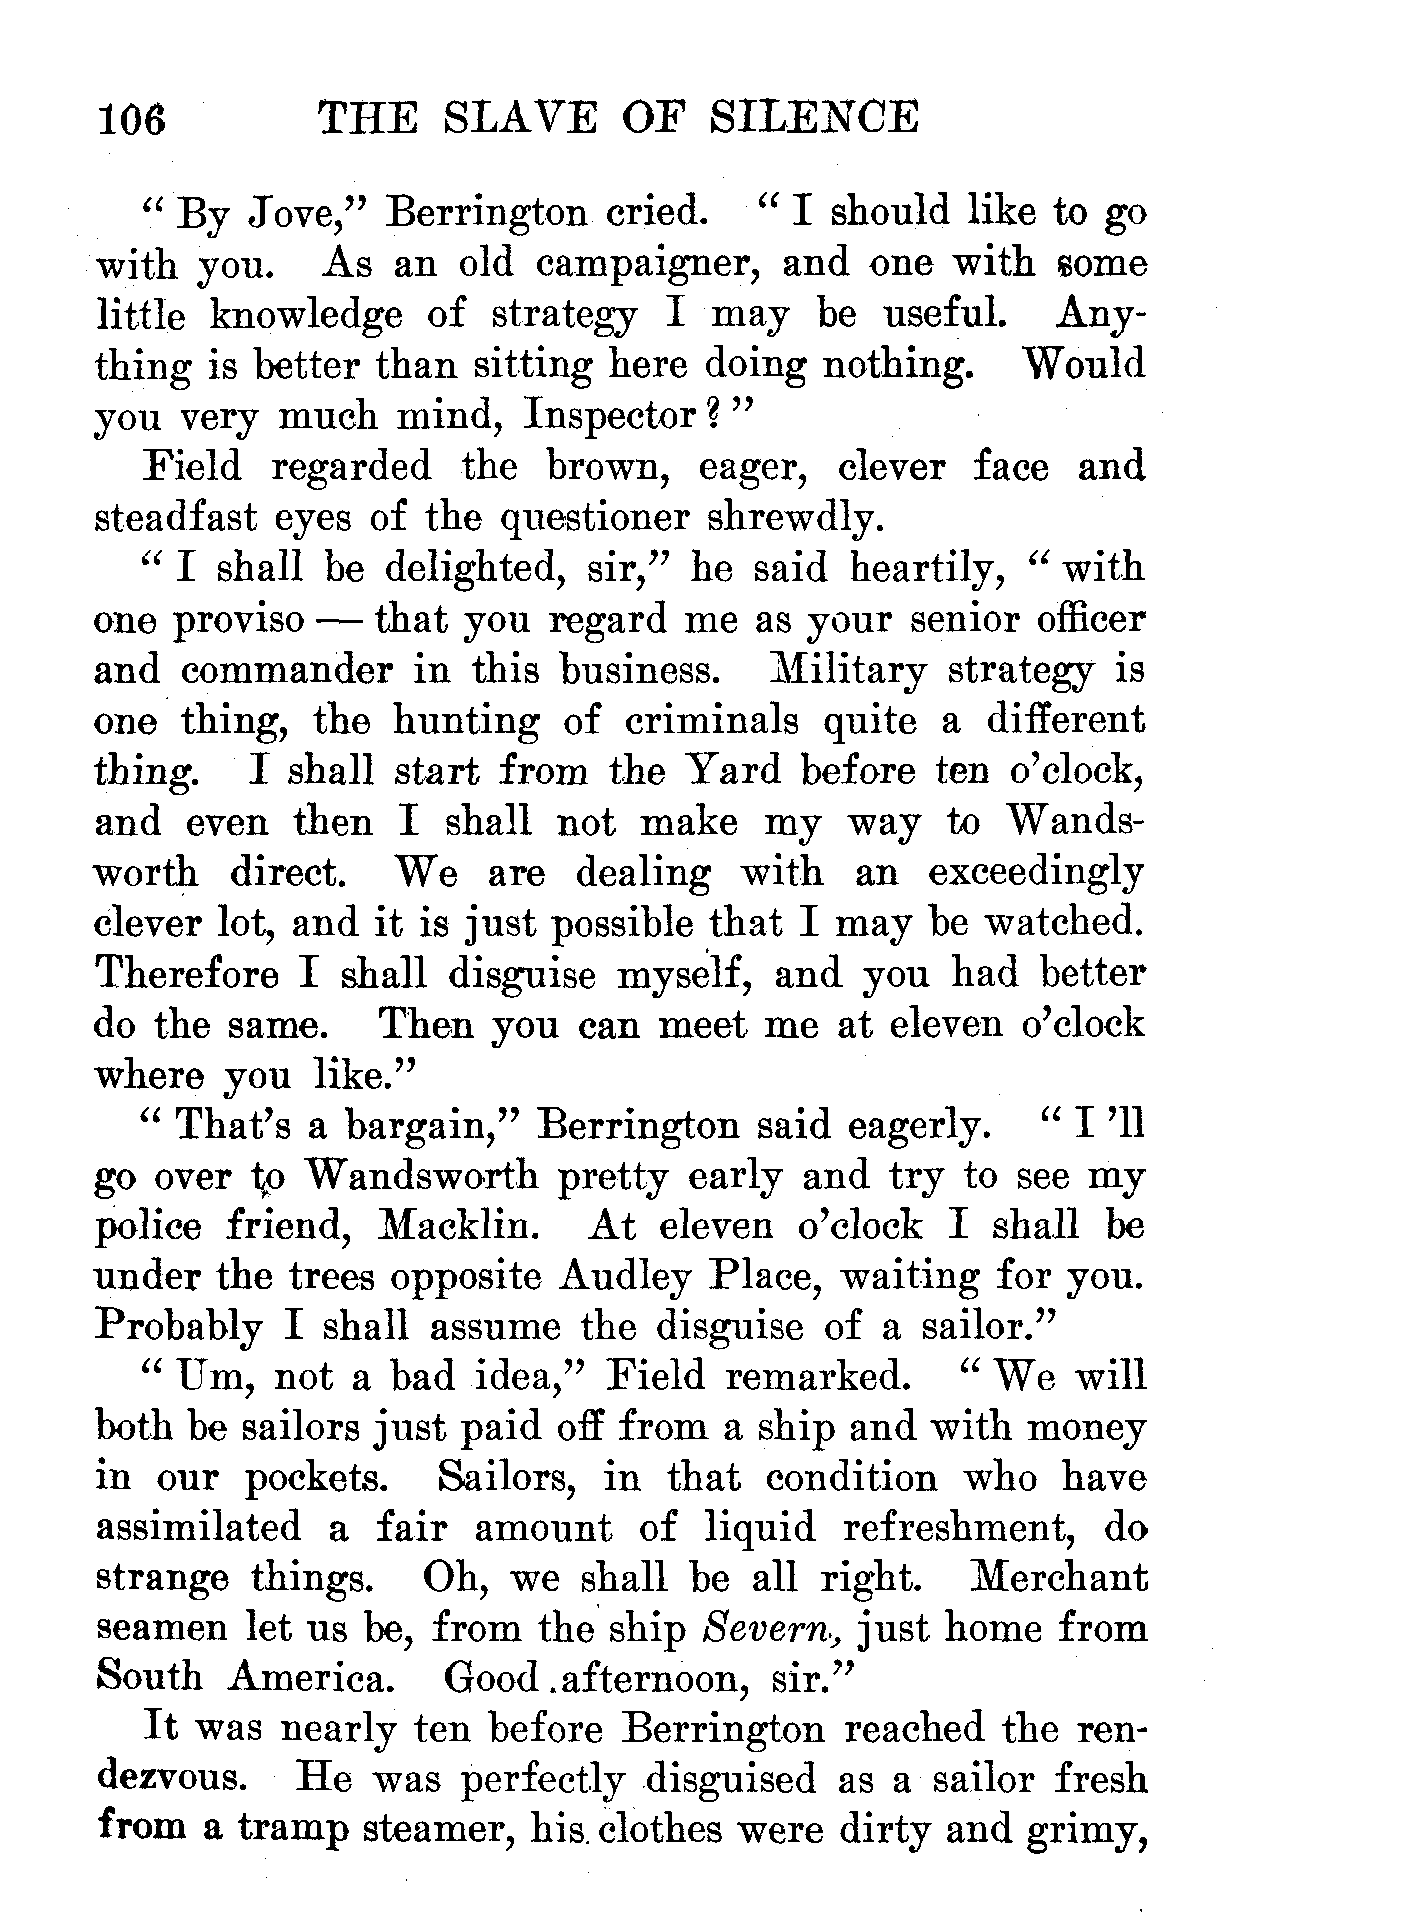 106 THE SLAVE OF SILENCE
“ By Jove,” Berrington cried. “ I should like to go
with you. As an old campaigner, and one with some
little knowledge of strategy I may be useful. Any-
thing is better than sitting here doing nothing. Would
you very much mind, Inspector ? ”
Field regarded the brown, eager, clever face and
steadfast eyes of the questioner shrewdly.
“ I shall be delighted, sir,” he said heartily, “ with
one proviso — that you regard me as your senior officer
and commander in this business. Military strategy is
one thing, the hunting of criminals quite a different
thing. I shall start from the Yard before ten o’clock,
and even then I shall not make my way to Wands-
worth direct. We are dealing with an exceedingly
clever lot, and it is just possible that I may be watched.
Therefore I shall disguise myself, and you had better
do the same. Then you can meet me at eleven o’clock
where you like.”
“ That’s a bargain,” Berrington said eagerly. “ I ’ll
go over to Wandsworth pretty early and try to see my
police friend, Macklin. At eleven o’clock I shall be
under the trees opposite Audley Place, waiting for you.
Probably I shall assume the disguise of a sailor.”
“ Um, not a bad idea,” Field remarked. “ We will
both be sailors just paid off from a ship and with money
in our pockets. Sailors, in that condition who have
assimilated a fair amount of liquid refreshment, do
strange things. Oh, we shall be all right. Merchant
seamen let us be, from the ship Severn, just home from
South America. Good afternoon, sir.”
It was nearly ten before Berrington reached the ren-
dezvous. He was perfectly disguised as a sailor fresh
from a tramp steamer, his clothes were dirty and grimy,